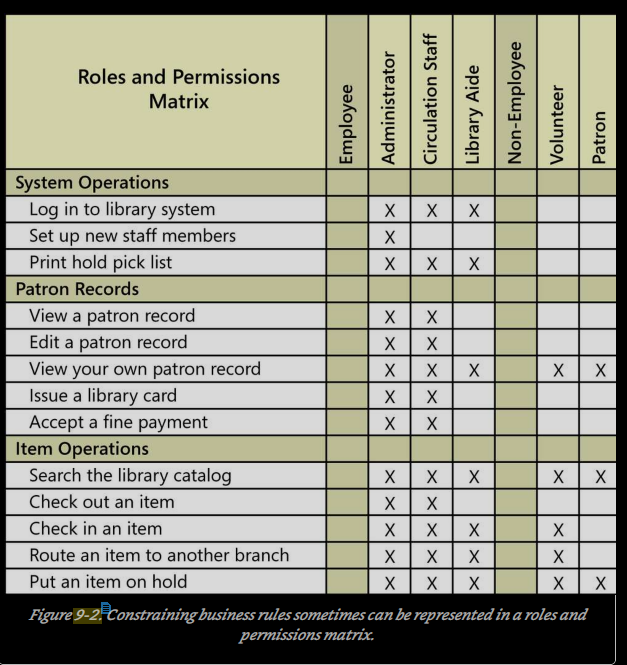 Roles and Permissions
Matrix
Employee
Administrator
Circulation Staff
Library Aide
Non-Employee
Volunteer
Patron
System Operations
Log in to library system X X X
Set up new staff members X
Print hold pick list X X X
Patron Records
View a patron record X X
Edit a patron record X X
View your own patron record X X X X X
Issue a library card X X
Accept a fine payment X X
Item Operations
Search the library catalog X X X X X
Check out an item X X
Check in an item X X X X
Route an item to another branch X X X X
Put an item on hold X X X X X
Figure 9-2. Constraining business rules sometimes can be represented in a roles and
permissions matrix.